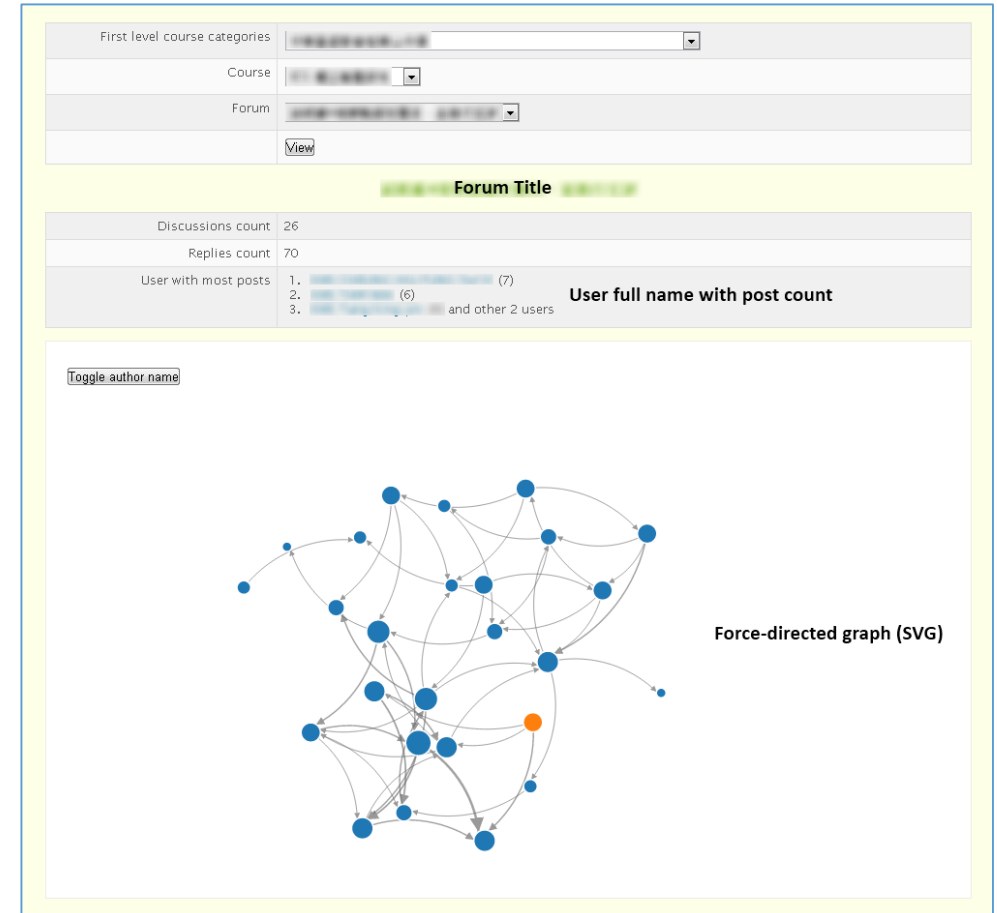 First level course categories
Course
Forum
View
Forum Title
Discussions count 26
Replies count 70
User with most posts 1. (7)
2. (6) User full name with post count
3. and other 2 users
Toggle author name
Force-directed graph (SVG)